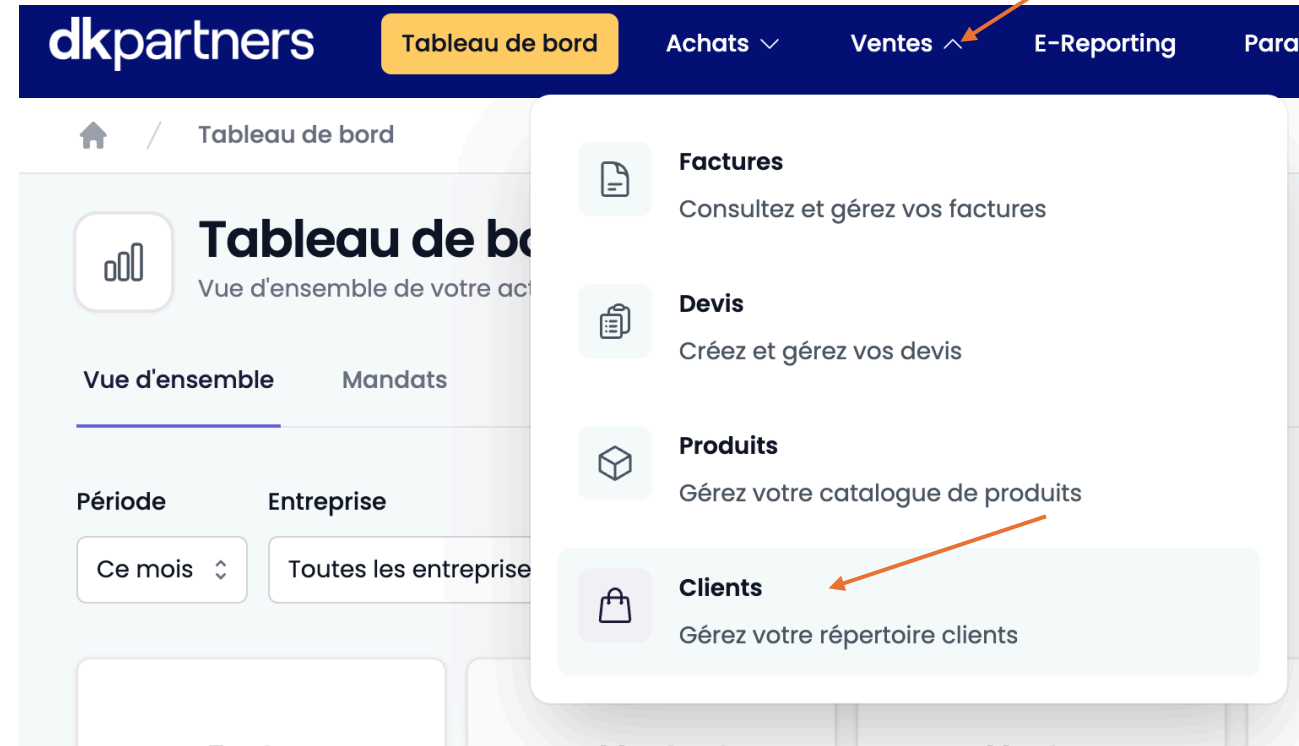 dkpartners
Tableau de bord
Achats
Ventes
E-Reporting
Tableau de bord
Factures
Consultez et gérez vos factures
Devis
Créez et gérez vos devis
Produits
Gérez votre catalogue de produits
Clients
Gérez votre répertoire clients
Tableau de
Vue d'ensemble de votre
Vue d'ensemble
Mandats
Période
Entreprise
Ce mois
Toutes les entreprise